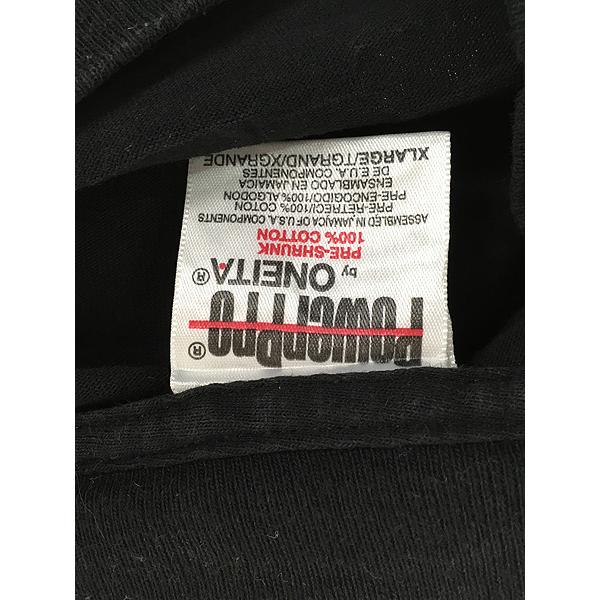 PowerPro®
by ONEITA®
PRE-SHRUNK
100% COTTON
ASSEMBLED IN JAMAICA OF U.S.A. COMPONENTS
PRE-RETRECI/100% COTTON
PRE-ENCOGIDO/100% ALGODON
ENSAMBLADO EN JAMAICA
DE E.U.A. COMPONENTES
XLARGE/TGRAND/XGRANDE